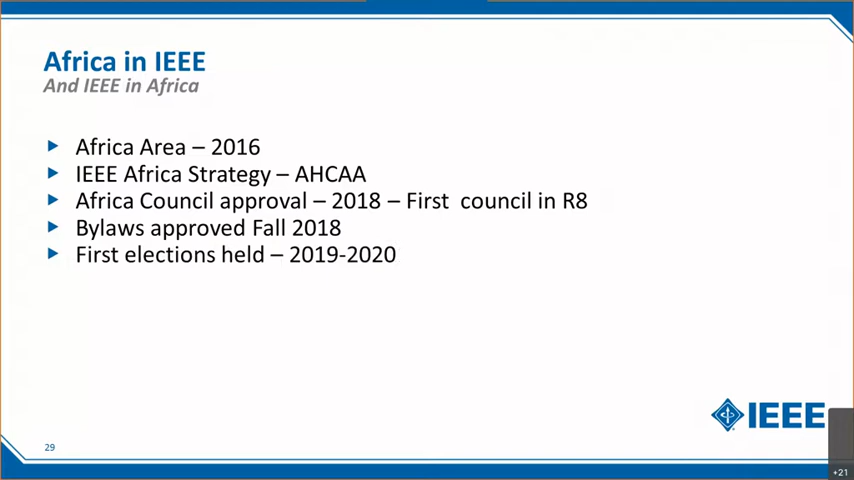 Africa in IEEE
And IEEE in Africa
Africa Area – 2016
IEEE Africa Strategy – AHCAA
Africa Council approval – 2018 – First council in R8
Bylaws approved Fall 2018
First elections held – 2019-2020
IEEE
29
+21